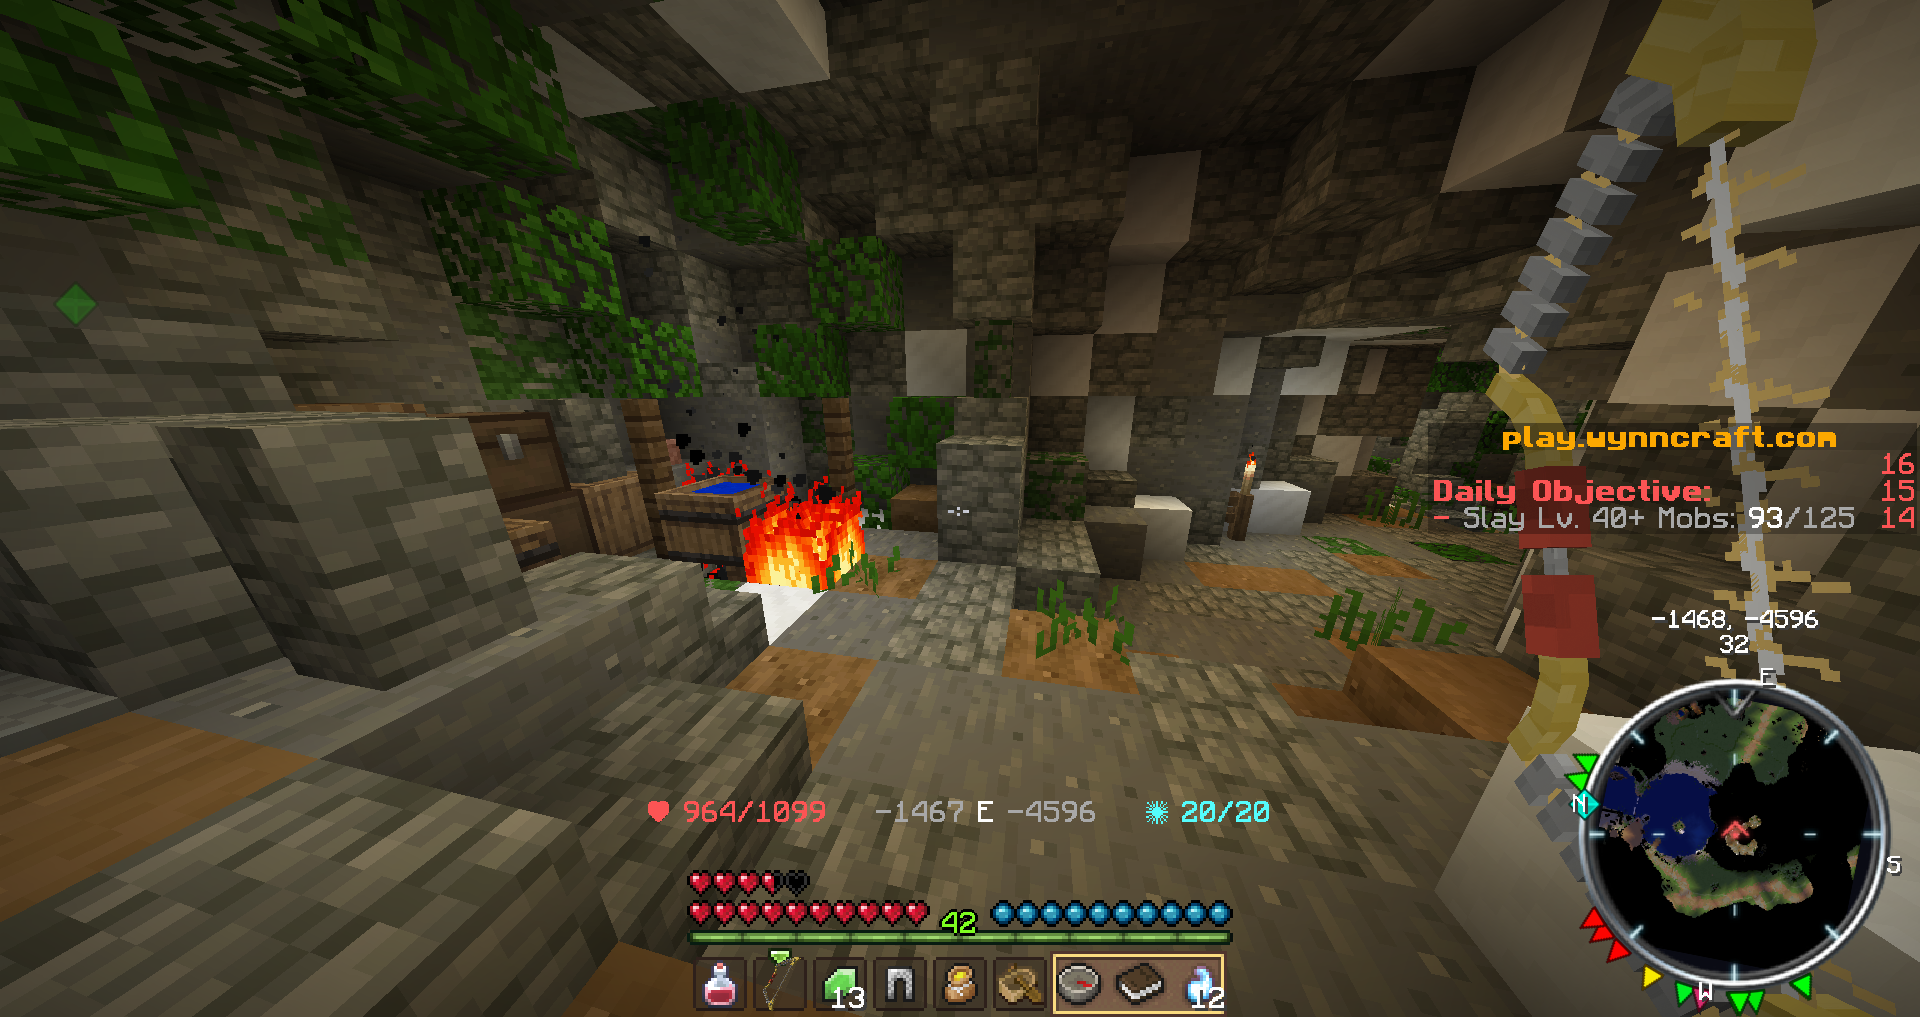 play.wynncraft.com
16
Daily Objective: 15
- Slay Lv. 40+ Mobs: 93/125 14
-1468, -4596
32
E
N
S
W
964/1099 -1467 E -4596 20/20
42
13
12